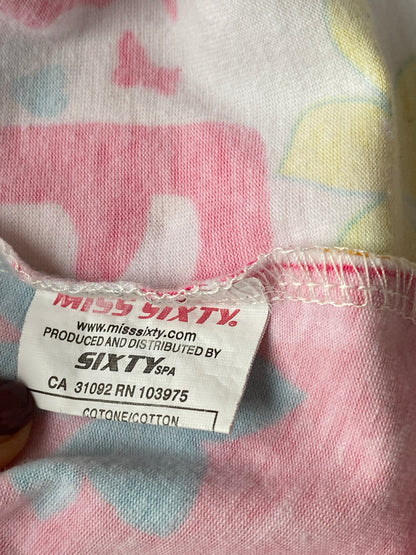 MISS SIXTY.
www.misssixty.com
PRODUCED AND DISTRIBUTED BY
SIXTY SPA
CA 31092 RN 103975
COTONE/COTTON